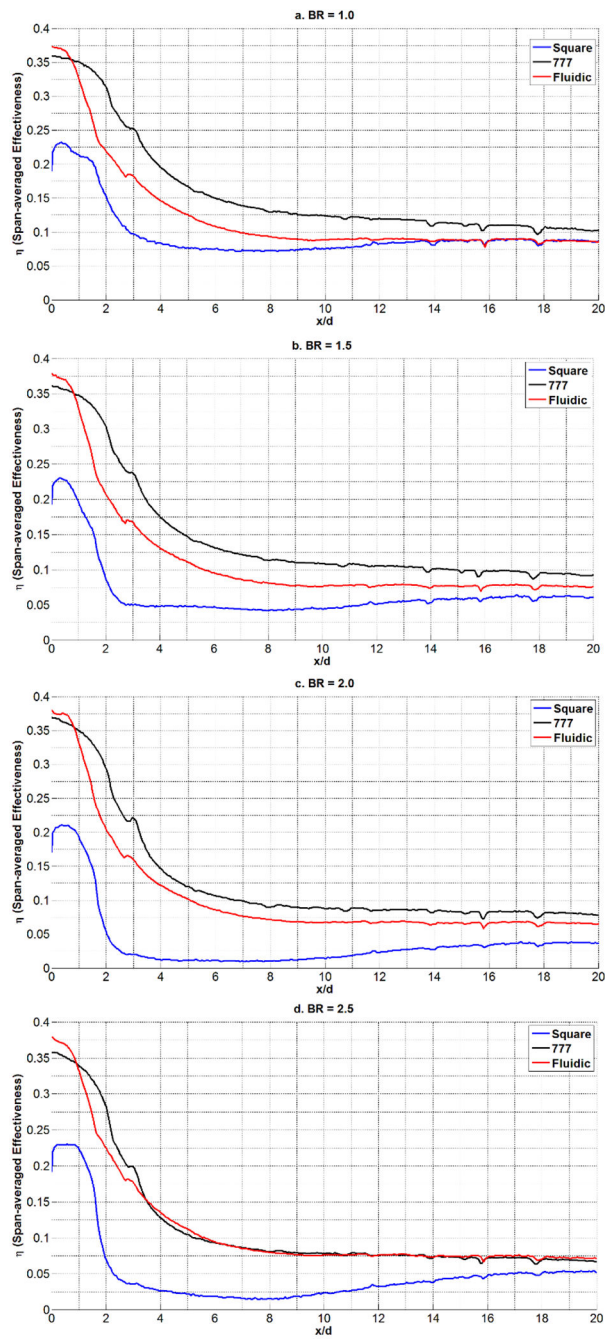 a. BR = 1.0
η (Span-averaged Effectiveness)
0.4
0.35
0.3
0.25
0.2
0.15
0.1
0.05
0
Square
777
Fluidic
0 2 4 6 8 10 12 14 16 18 20
x/d
b. BR = 1.5
η (Span-averaged Effectiveness)
0.4
0.35
0.3
0.25
0.2
0.15
0.1
0.05
0
Square
777
Fluidic
0 2 4 6 8 10 12 14 16 18 20
x/d
c. BR = 2.0
η (Span-averaged Effectiveness)
0.4
0.35
0.3
0.25
0.2
0.15
0.1
0.05
0
Square
777
Fluidic
0 2 4 6 8 10 12 14 16 18 20
x/d
d. BR = 2.5
η (Span-averaged Effectiveness)
0.4
0.35
0.3
0.25
0.2
0.15
0.1
0.05
0
Square
777
Fluidic
0 2 4 6 8 10 12 14 16 18 20
x/d